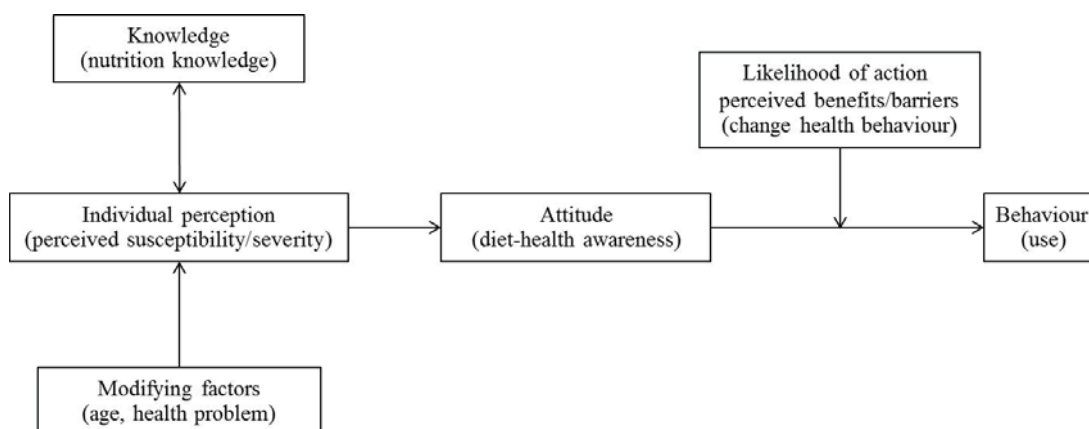 Knowledge
(nutrition knowledge)
Likelihood of action
perceived benefits/barriers
(change health behaviour)
Individual perception
(perceived susceptibility/severity)
Attitude
(diet-health awareness)
Behaviour
(use)
Modifying factors
(age, health problem)